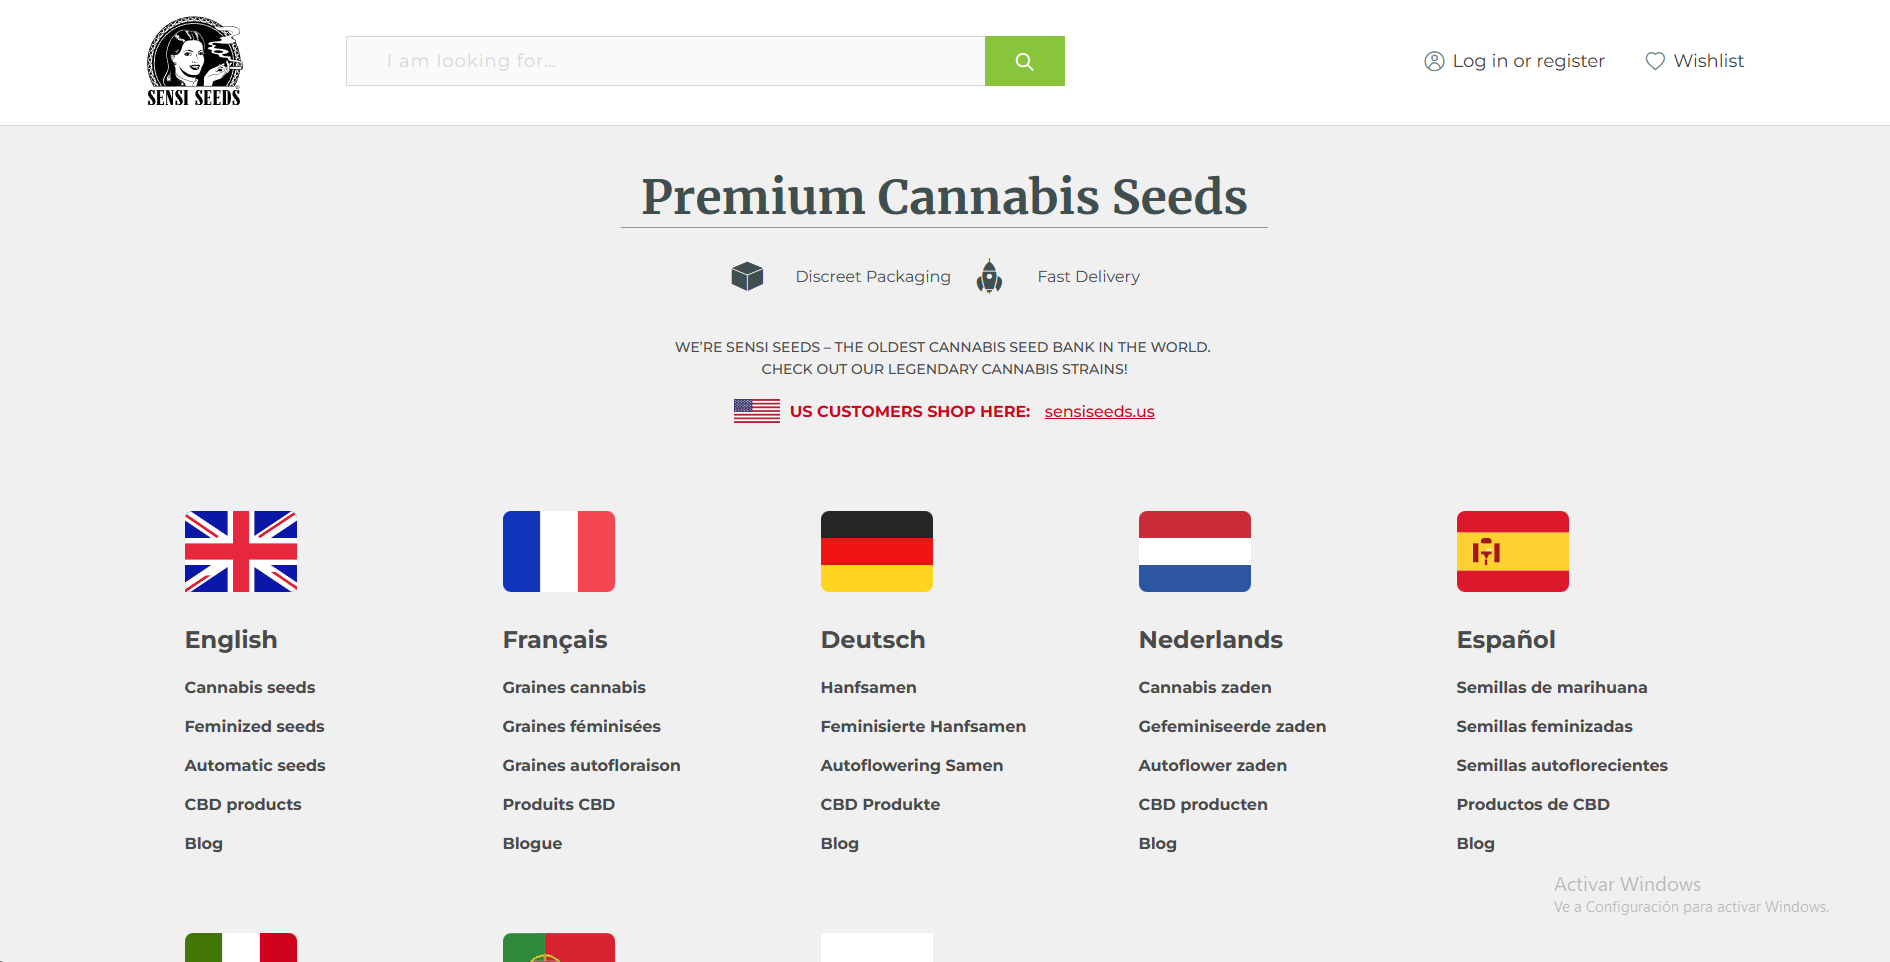 SENSI SEEDS
I am looking for...
Log in or register
Wishlist
Premium Cannabis Seeds
Discreet Packaging
Fast Delivery
WE'RE SENSI SEEDS – THE OLDEST CANNABIS SEED BANK IN THE WORLD.
CHECK OUT OUR LEGENDARY CANNABIS STRAINS!
US CUSTOMERS SHOP HERE: sensiseeds.us
English
Cannabis seeds
Feminized seeds
Automatic seeds
CBD products
Blog
Français
Graines cannabis
Graines féminisées
Graines autofloraison
Produits CBD
Blogue
Deutsch
Hanfsamen
Feminisierte Hanfsamen
Autoflowering Samen
CBD Produkte
Blog
Nederlands
Cannabis zaden
Gefeminiseerde zaden
Autoflower zaden
CBD producten
Blog
Español
Semillas de marihuana
Semillas feminizadas
Semillas autoflorecientes
Productos de CBD
Blog
Activar Windows
Ve a Configuración para activar Windows.